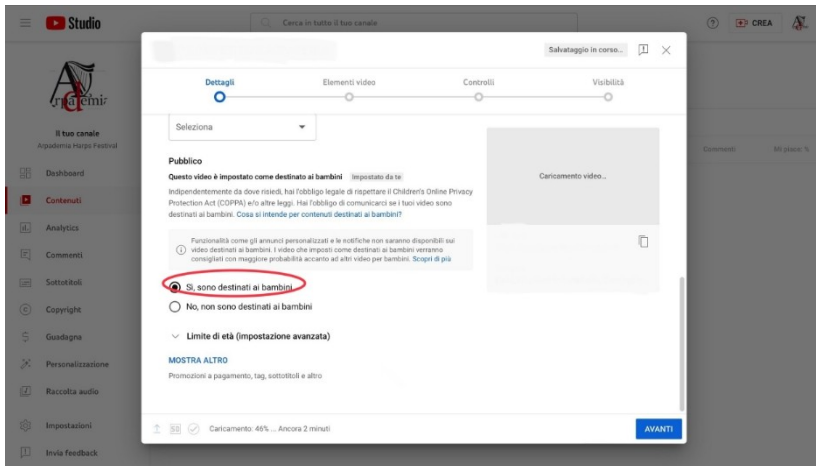 Studio
Cerca in tutto il tuo canale
CREA
Salvataggio in corso...
Dettagli
Elementi video
Controlli
Visibilità
Il tuo canale
Arpademia Harps Festival
Dashboard
Contenuti
Analytics
Commenti
Sottotitoli
Copyright
Guadagna
Personalizzazione
Raccolta audio
Impostazioni
Invia feedback
Seleziona
Pubblico
Questo video è impostato come destinato ai bambini Impostato da te
Indipendentemente da dove risiedi, hai l'obbligo legale di rispettare il Children's Online Privacy
Protection Act (COPPA) e/o altre leggi. Hai l'obbligo di comunicarci se i tuoi video sono
destinati ai bambini. Cosa si intende per contenuti destinati ai bambini?
Funzionalità come gli annunci personalizzati e le notifiche non saranno disponibili sui
video destinati ai bambini. I video che imposti come destinati ai bambini verranno
consigliati con maggiore probabilità accanto ad altri video per bambini. Scopri di più
Sì, sono destinati ai bambini
No, non sono destinati ai bambini
Limite di età (impostazione avanzata)
MOSTRA ALTRO
Promozioni a pagamento, tag, sottotitoli e altro
Caricamento video...
Commenti
Mi piace: %
SD
Caricamento: 46% ... Ancora 2 minuti
AVANTI